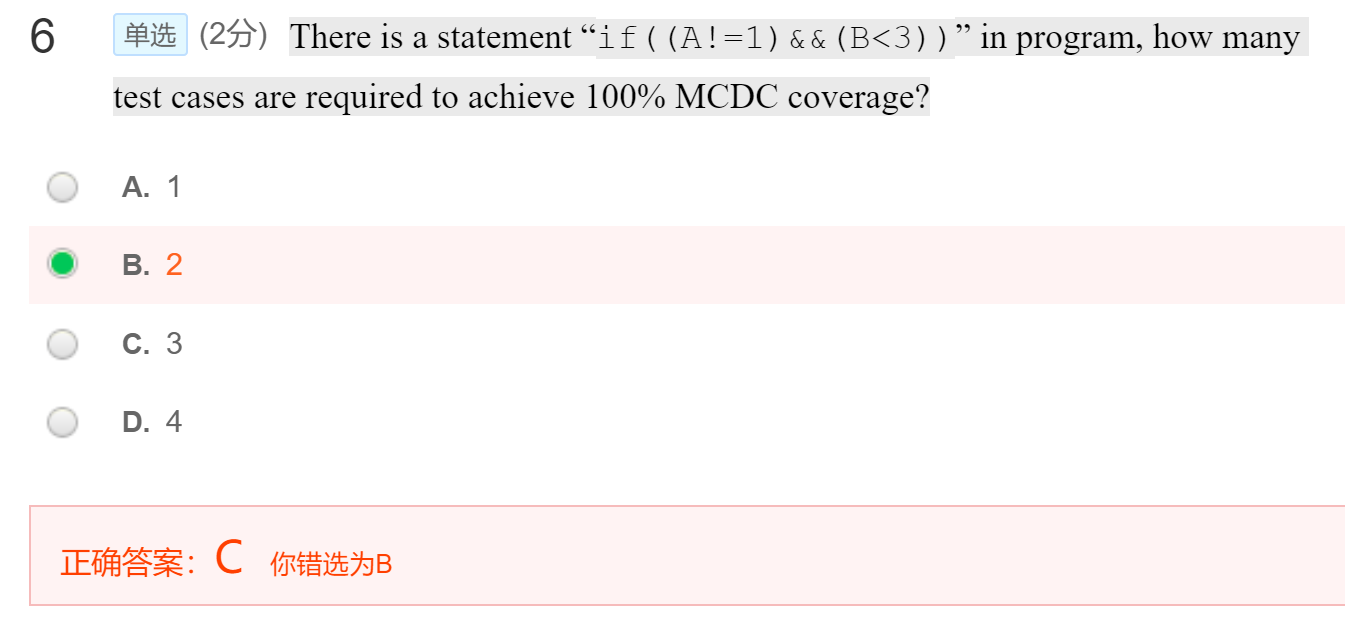 6 单选 (2分) There is a statement “if((A!=1)&&(B<3))” in program, how many
test cases are required to achieve 100% MCDC coverage?
A. 1
B. 2
C. 3
D. 4
正确答案：C 你错选为B